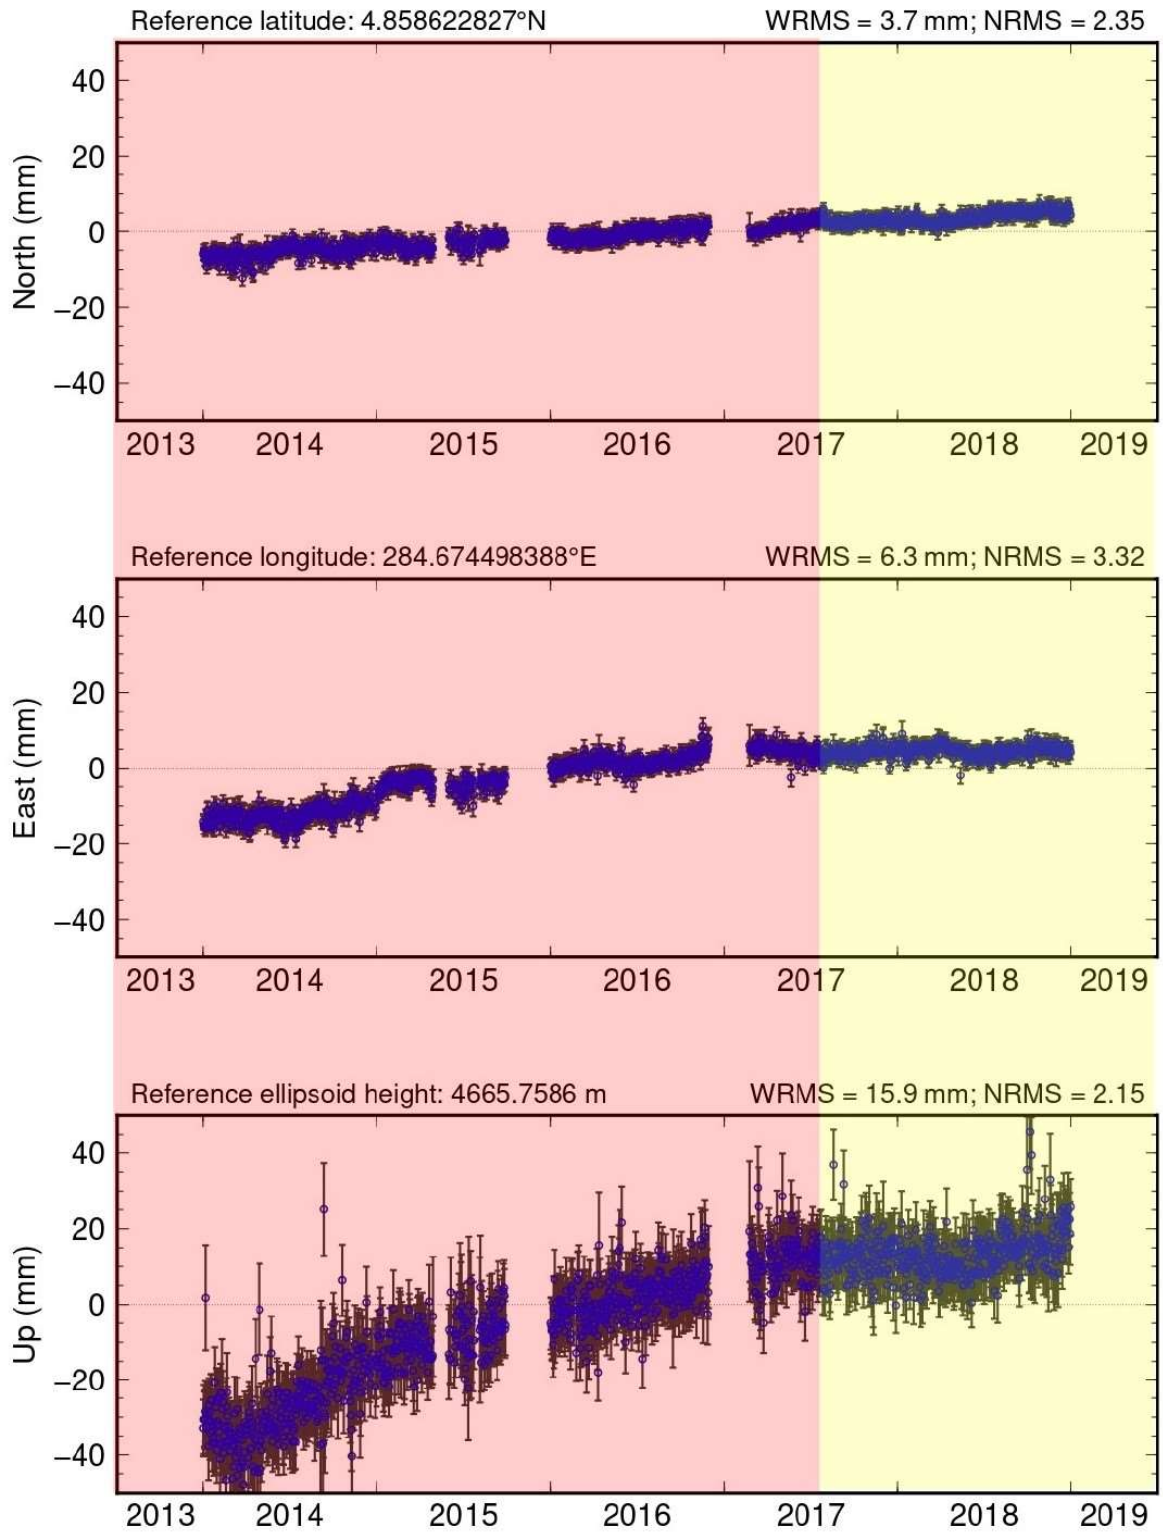 Reference latitude: 4.858622827°N WRMS = 3.7 mm; NRMS = 2.35
40
20
0
−20
−40
North (mm)
2013 2014 2015 2016 2017 2018 2019
Reference longitude: 284.674498388°E WRMS = 6.3 mm; NRMS = 3.32
40
20
0
−20
−40
East (mm)
2013 2014 2015 2016 2017 2018 2019
Reference ellipsoid height: 4665.7586 m WRMS = 15.9 mm; NRMS = 2.15
40
20
0
−20
−40
Up (mm)
2013 2014 2015 2016 2017 2018 2019